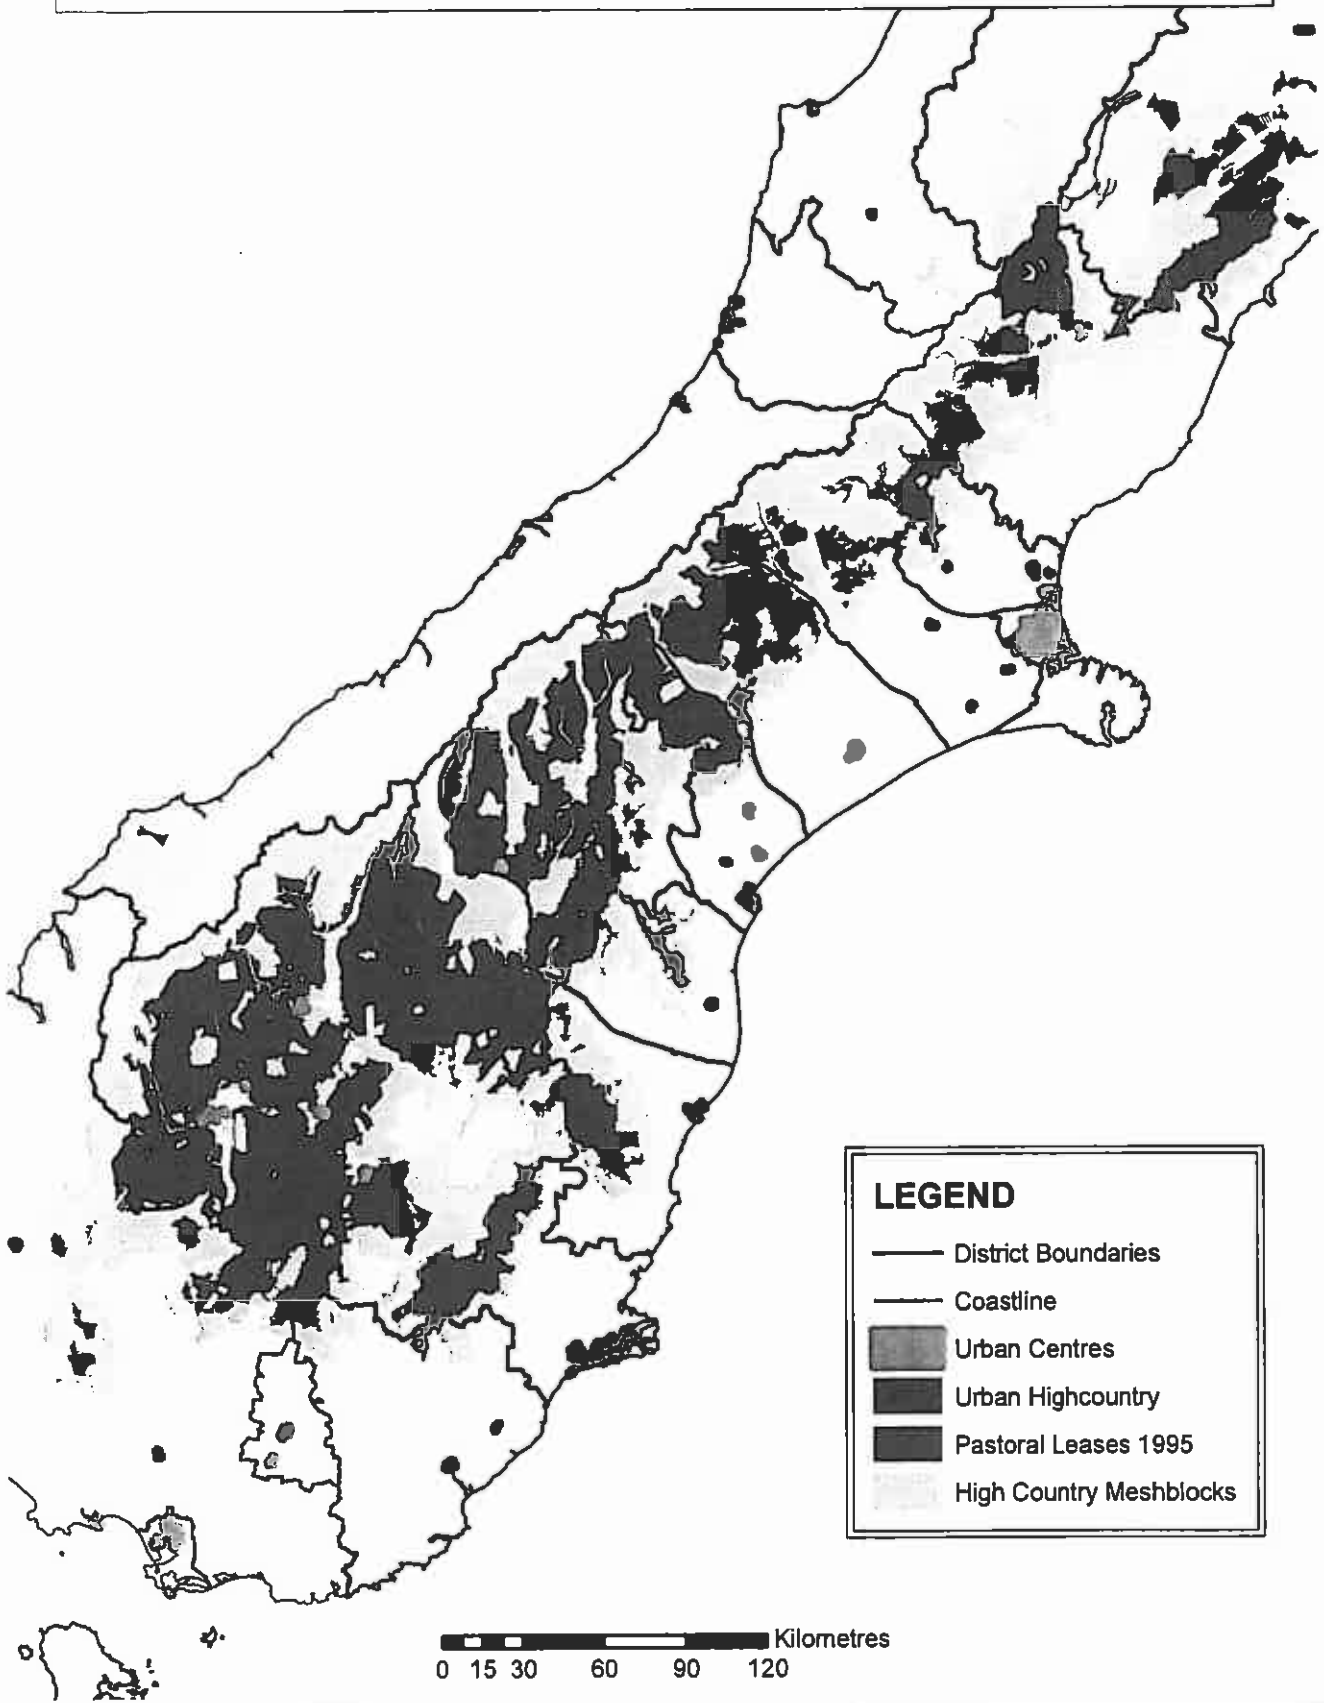 LEGEND
District Boundaries
Coastline
Urban Centres
Urban Highcountry
Pastoral Leases 1995
High Country Meshblocks
Kilometres
0 15 30 60 90 120